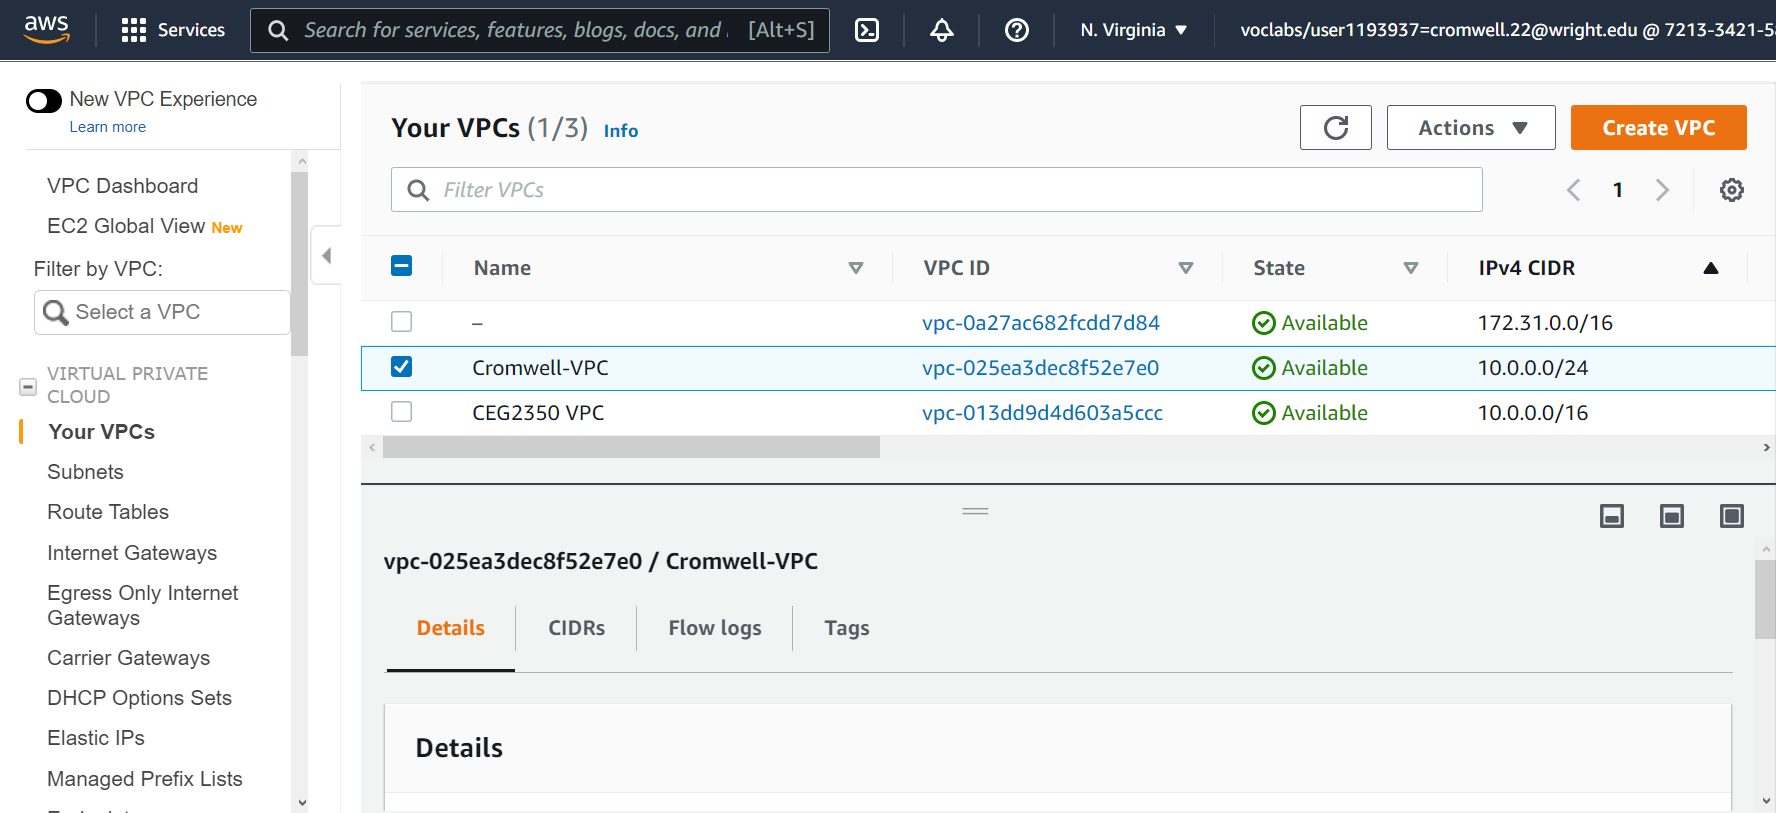 aws
Services
Search for services, features, blogs, docs, and [Alt+S]
N. Virginia
voclabs/user1193937=cromwell.22@wright.edu @ 7213-3421-5
New VPC Experience
Learn more
VPC Dashboard
EC2 Global View New
Filter by VPC:
Select a VPC
VIRTUAL PRIVATE
CLOUD
Your VPCs
Subnets
Route Tables
Internet Gateways
Egress Only Internet
Gateways
Carrier Gateways
DHCP Options Sets
Elastic IPs
Managed Prefix Lists
Your VPCs (1/3) Info
Actions
Create VPC
Filter VPCs
1
Name VPC ID State IPv4 CIDR
– vpc-0a27ac682fcdd7d84 Available 172.31.0.0/16
Cromwell-VPC vpc-025ea3dec8f52e7e0 Available 10.0.0.0/24
CEG2350 VPC vpc-013dd9d4d603a5ccc Available 10.0.0.0/16
vpc-025ea3dec8f52e7e0 / Cromwell-VPC
Details CIDRs Flow logs Tags
Details